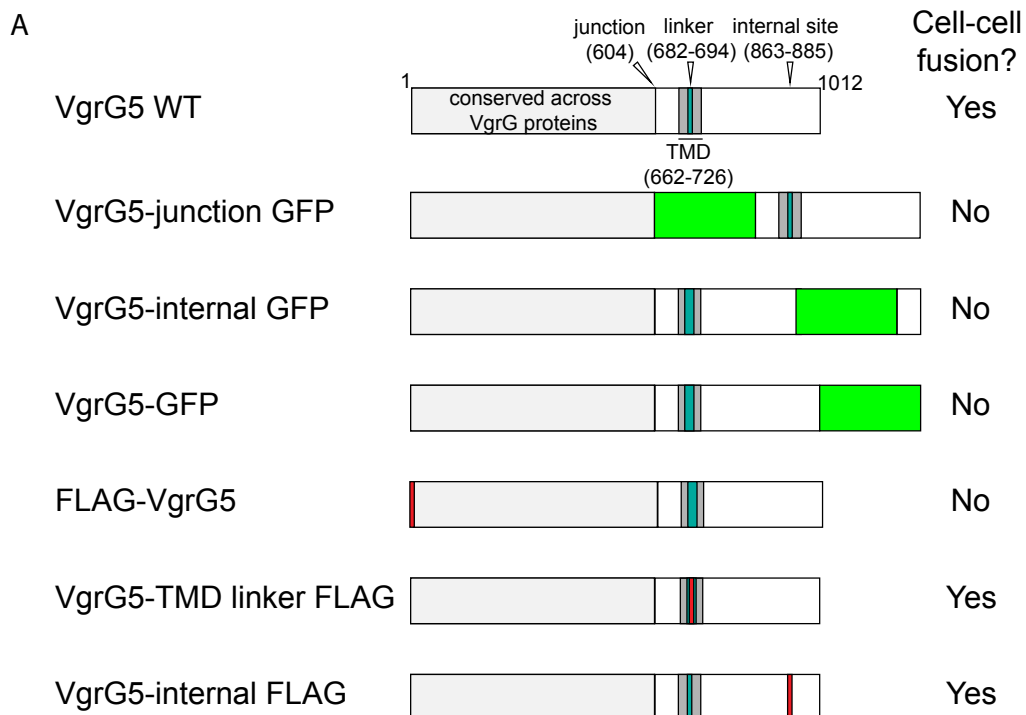 A
Cell-cell
fusion?
junction linker internal site
(604) (682-694) (863-885)
1
1012
VgrG5 WT
conserved across
VgrG proteins
Yes
TMD
(662-726)
VgrG5-junction GFP
No
VgrG5-internal GFP
No
VgrG5-GFP
No
FLAG-VgrG5
No
VgrG5-TMD linker FLAG
Yes
VgrG5-internal FLAG
Yes